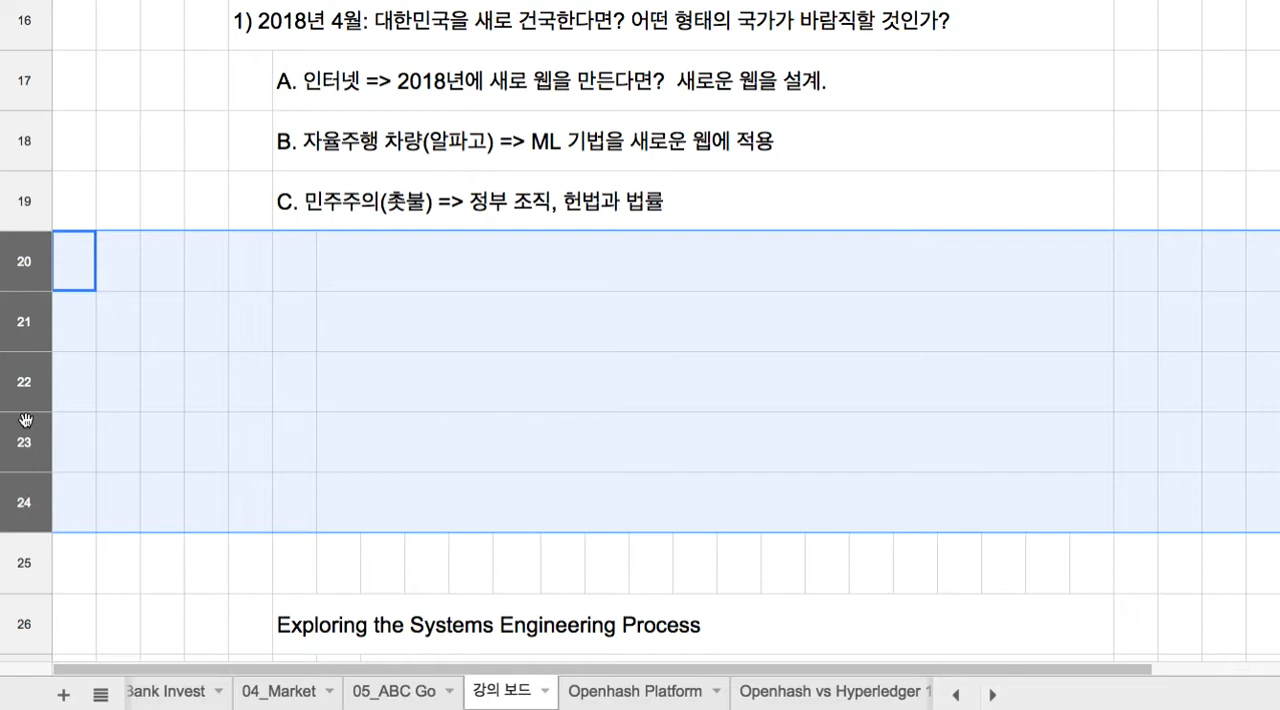 16 1) 2018년 4월: 대한민국을 새로 건국한다면? 어떤 형태의 국가가 바람직할 것인가?
17 A. 인터넷 => 2018년에 새로 웹을 만든다면? 새로운 웹을 설계.
18 B. 자율주행 차량(알파고) => ML 기법을 새로운 웹에 적용
19 C. 민주주의(촛불) => 정부 조직, 헌법과 법률
20
21
22
23
24
25
26 Exploring the Systems Engineering Process
Bank Invest 04_Market 05_ABC Go 강의 보드 Openhash Platform Openhash vs Hyperledger